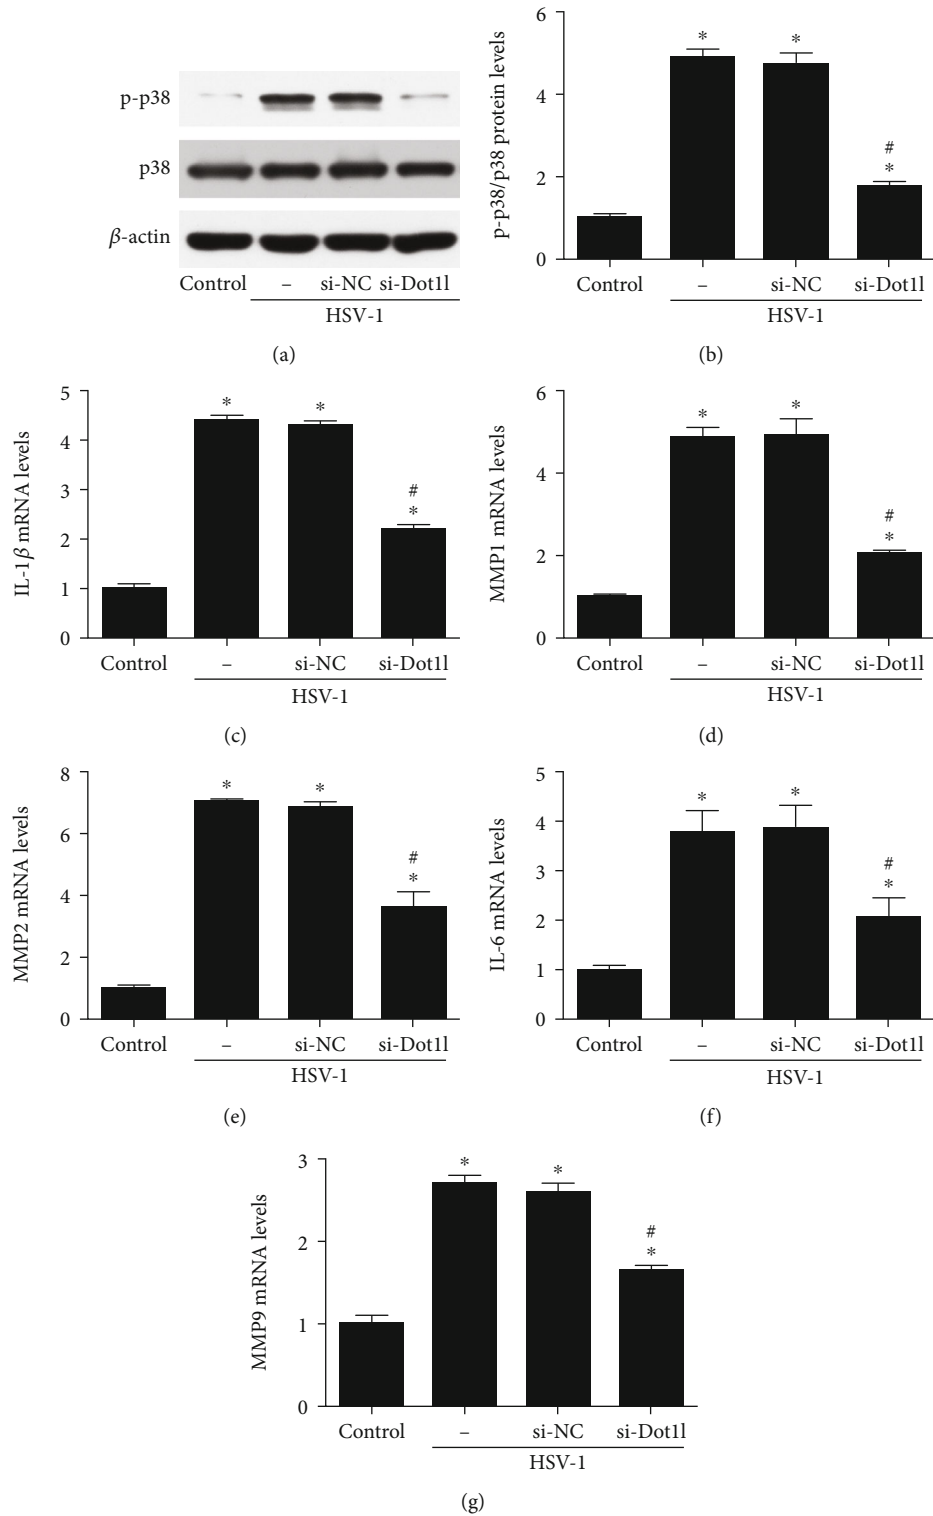 p-p38
p38
β-actin
Control – si-NC si-Dot1l
HSV-1
(a)
p-p38/p38 protein levels
6
4
2
0
Control – si-NC si-Dot1l
* * # *
HSV-1
(b)
IL-1β mRNA levels
5
4
3
2
1
0
* * # *
Control – si-NC si-Dot1l
HSV-1
(c)
MMP1 mRNA levels
6
4
2
0
* * # *
Control – si-NC si-Dot1l
HSV-1
(d)
MMP2 mRNA levels
8
6
4
2
0
* * # *
Control – si-NC si-Dot1l
HSV-1
(e)
IL-6 mRNA levels
5
4
3
2
1
0
* * # *
Control – si-NC si-Dot1l
HSV-1
(f)
MMP9 mRNA levels
3
2
1
0
* * # *
Control – si-NC si-Dot1l
HSV-1
(g)